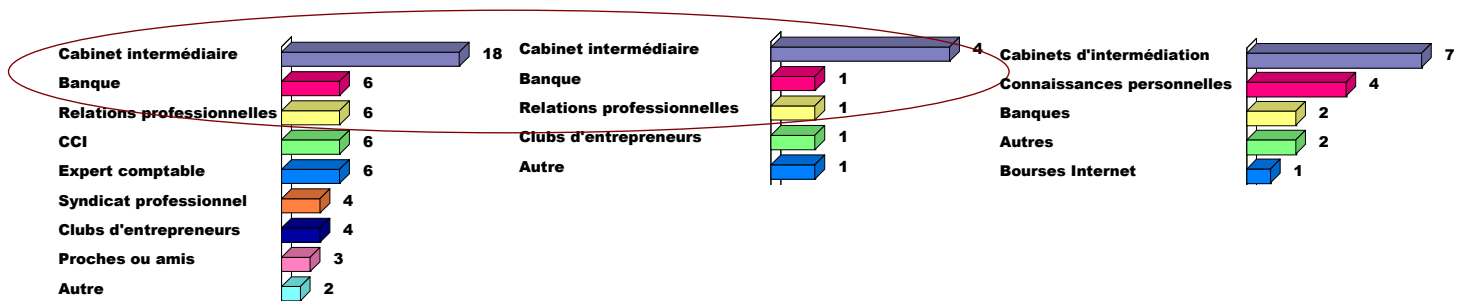 Cabinet intermédiaire 18
Banque 6
Relations professionnelles 6
CCI 6
Expert comptable 6
Syndicat professionnel 4
Clubs d'entrepreneurs 4
Proches ou amis 3
Autre 2
Cabinet intermédiaire 4
Banque 1
Relations professionnelles 1
Clubs d'entrepreneurs 1
Autre 1
Cabinets d'intermédiation 7
Connaissances personnelles 4
Banques 2
Autres 2
Bourses Internet 1